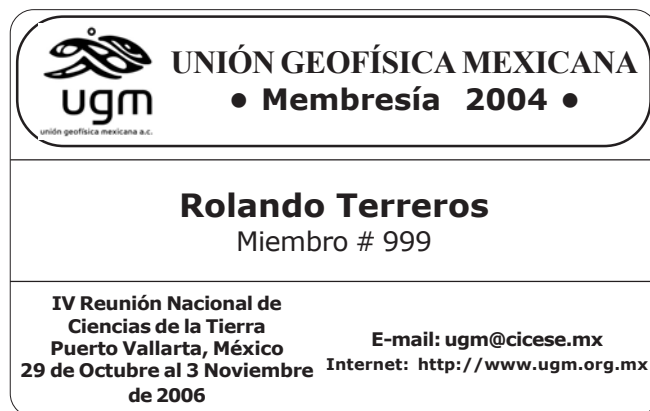 ugm
unión geofísica mexicana a.c.
UNIÓN GEOFÍSICA MEXICANA
• Membresía 2004 •
Rolando Terreros
Miembro # 999
IV Reunión Nacional de
Ciencias de la Tierra
Puerto Vallarta, México
29 de Octubre al 3 Noviembre
de 2006
E-mail: ugm@cicese.mx
Internet: http://www.ugm.org.mx